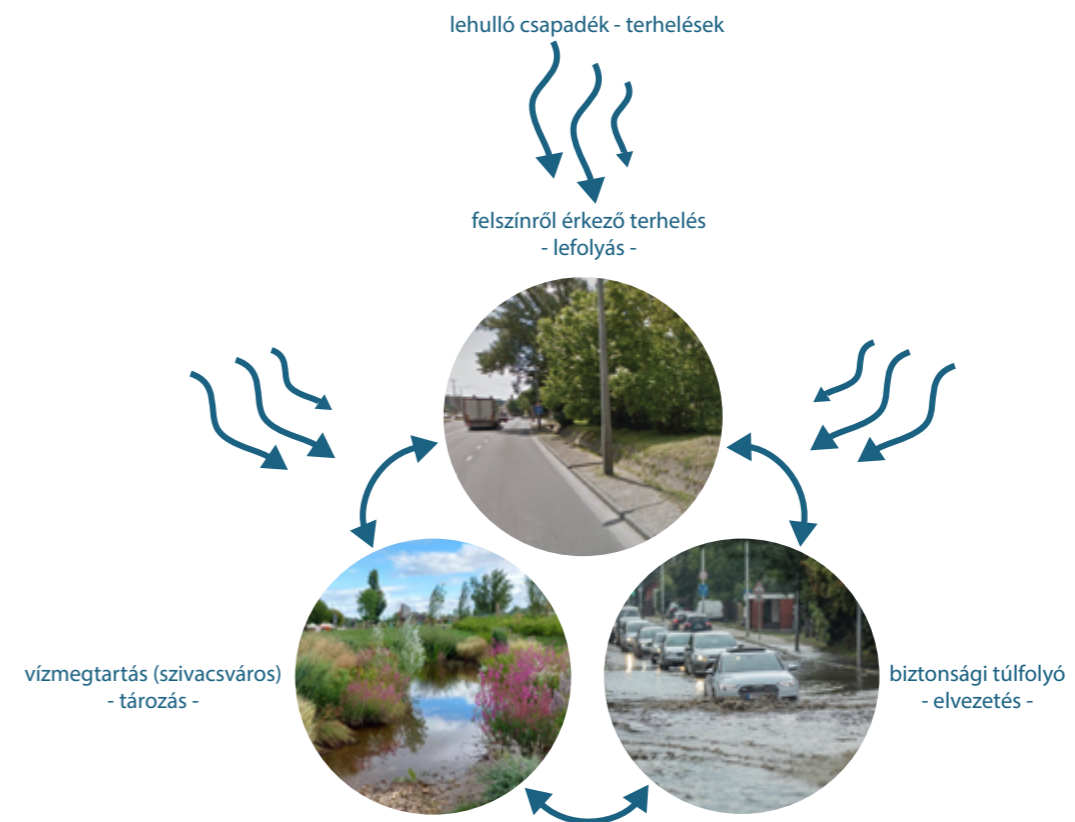 lehulló csapadék - terhelések
felszínről érkező terhelés
- lefolyás -
vízmegtartás (szivacsváros)
- tározás -
biztonsági túlfolyó
- elvezetés -